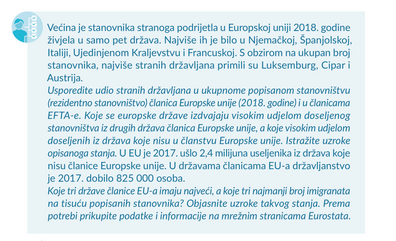 Većina je stanovnika stranoga podrijetla u Europskoj uniji 2018. godine
živjela u samo pet država. Najviše ih je bilo u Njemačkoj, Španjolskoj,
Italiji, Ujedinjenom Kraljevstvu i Francuskoj. S obzirom na ukupan broj
stanovnika, najviše stranih državljana primili su Luksemburg, Cipar i
Austrija.
Usporedite udio stranih državljana u ukupnome popisanom stanovništvu
(rezidentno stanovništvo) članica Europske unije (2018. godine) i u članicama
EFTA-e. Koje se europske države izdvajaju visokim udjelom doseljenog
stanovništva iz drugih država članica Europske unije, a koje visokim udjelom
doseljenih iz država koje nisu u članstvu Europske unije. Istražite uzroke
opisanoga stanja. U EU je 2017. ušlo 2,4 milijuna useljenika iz država koje
nisu članice Europske unije. U državama članicama EU-a državljanstvo
je 2017. dobilo 825 000 osoba.
Koje tri države članice EU-a imaju najveći, a koje tri najmanji broj imigranata
na tisuću popisanih stanovnika? Objasnite uzroke takvog stanja. Prema
potrebi prikupite podatke i informacije na mrežnim stranicama Eurostata.